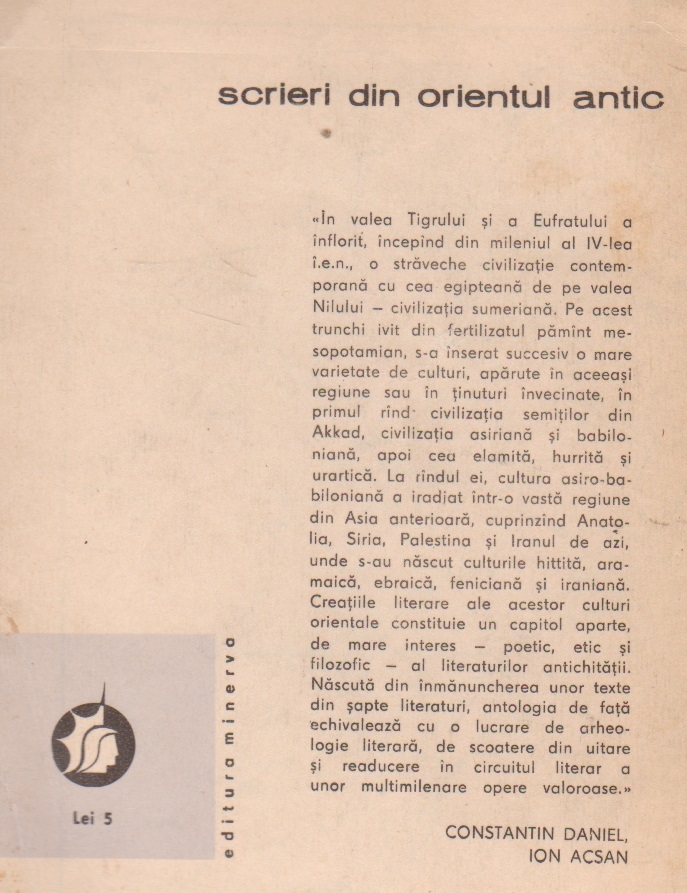 scrieri din orientul antic
«În valea Tigrului și a Eufratului a
înflorit, începînd din mileniul al IV-lea
î.e.n., o străveche civilizație contem-
porană cu cea egipteană de pe valea
Nilului – civilizația sumeriană. Pe acest
trunchi ivit din fertilizatul pămînt me-
sopotamian, s-a inserat succesiv o mare
varietate de culturi, apărute în aceeași
regiune sau în ținuturi învecinate, în
primul rînd civilizația semiților din
Akkad, civilizația asiriană și babilo-
niană, apoi cea elamită, hurrită și
urartică. La rîndul ei, cultura asiro-ba-
biloniană a iradiat într-o vastă regiune
din Asia anterioară, cuprinzînd Anato-
lia, Siria, Palestina și Iranul de azi,
unde s-au născut culturile hittită, ara-
maică, ebraică, feniciană și iraniană.
Creațiile literare ale acestor culturi
orientale constituie un capitol aparte,
de mare interes – poetic, etic și
filozofic – al literaturilor antichității.
Născută din înmănuncherea unor texte
din șapte literaturi, antologia de față
echivalează cu o lucrare de arheo-
logie literară, de scoatere din uitare
și readucere în circuitul literar a
unor multimilenare opere valoroase.»
CONSTANTIN DANIEL,
ION ACSAN
editura minerva
Lei 5